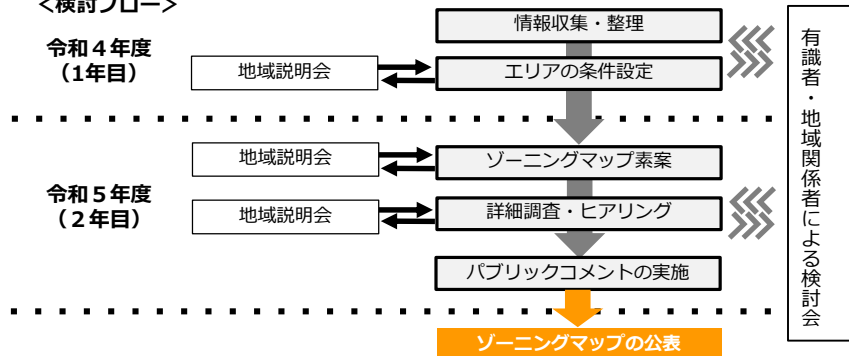 <検討フロー>
令和４年度
（1年目）
情報収集・整理
地域説明会
エリアの条件設定
令和５年度
（２年目）
地域説明会
ゾーニングマップ素案
地域説明会
詳細調査・ヒアリング
パブリックコメントの実施
ゾーニングマップの公表
有識者・地域関係者による検討会